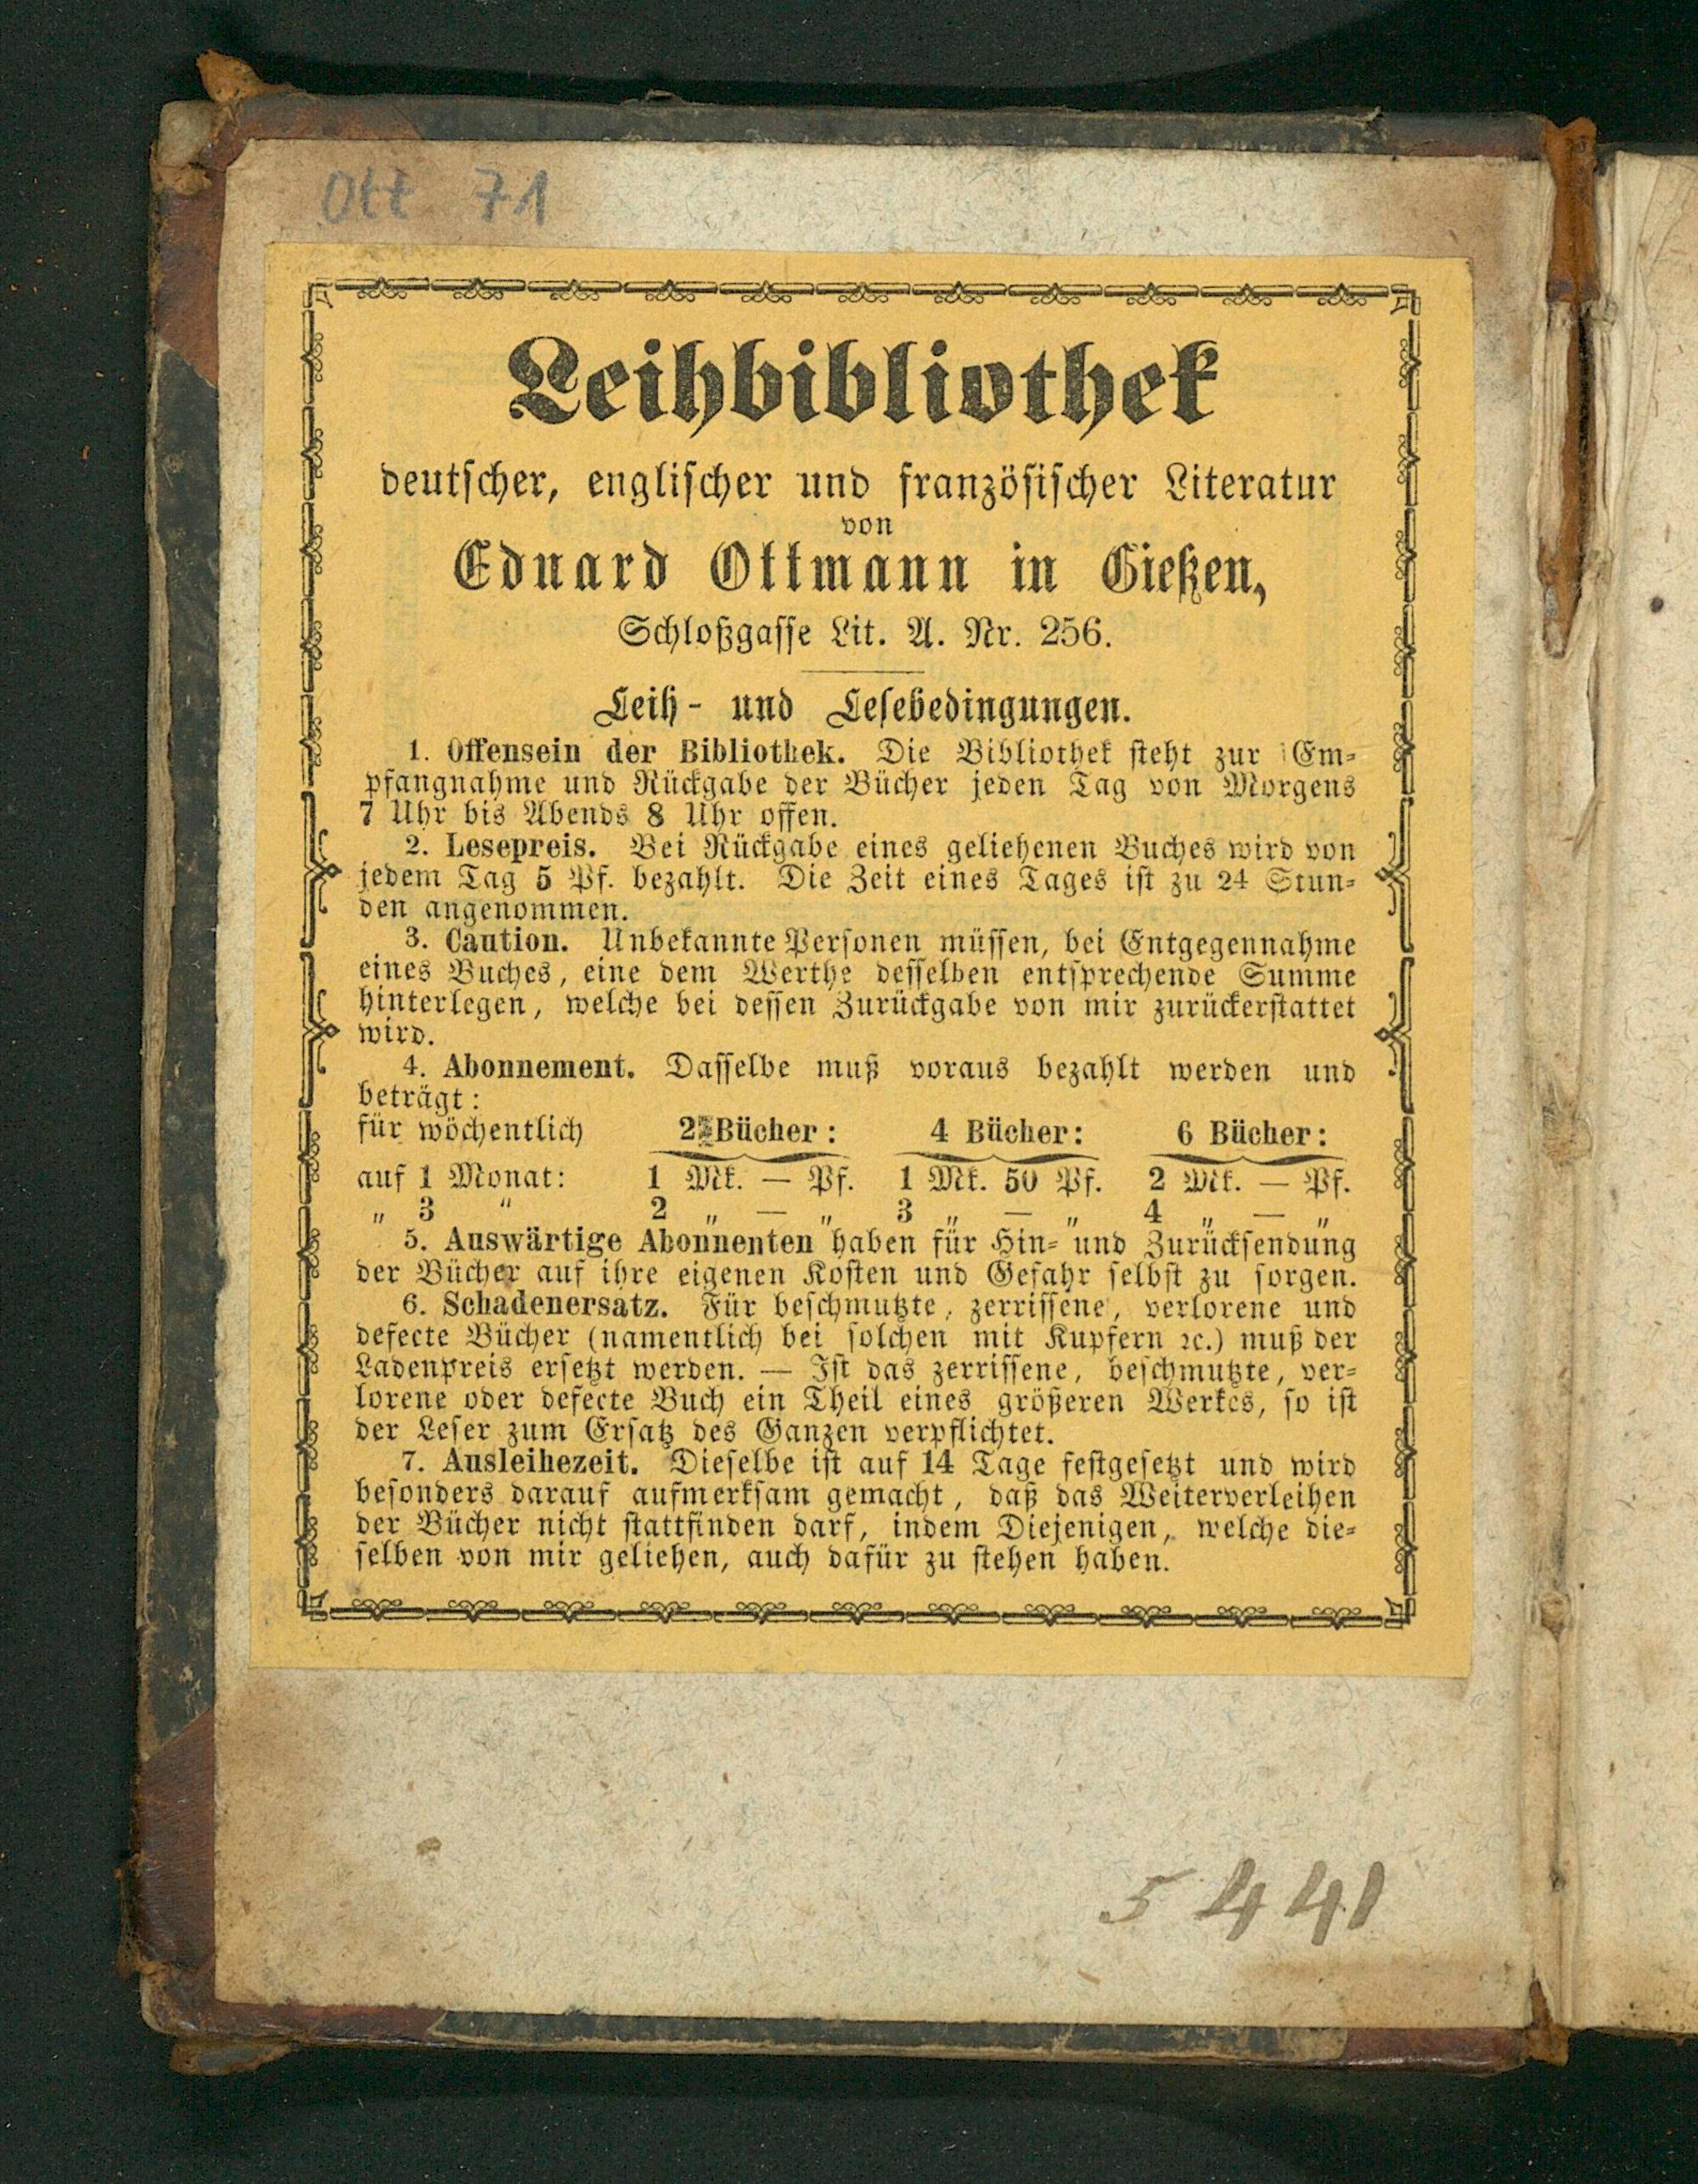 Ott 71
Leihbibliothek
deutscher, englischer und französischer Literatur
von
Eduard Ottmann in Gießen,
Schloßgasse Lit. A. Nr. 256.
Leih- und Lesebedingungen.
1. Offensein der Bibliothek. Die Bibliothek steht zur Em-
pfangnahme und Rückgabe der Bücher jeden Tag von Morgens
7 Uhr bis Abends 8 Uhr offen.
2. Lesepreis. Bei Rückgabe eines geliehenen Buches wird von
jedem Tag 5 Pf. bezahlt. Die Zeit eines Tages ist zu 24 Stun-
den angenommen.
3. Caution. Unbekannte Personen müssen, bei Entgegennahme
eines Buches, eine dem Werthe desselben entsprechende Summe
hinterlegen, welche bei dessen Zurückgabe von mir zurückerstattet
wird.
4. Abonnement. Dasselbe muß voraus bezahlt werden und
beträgt:
für wöchentlich 2 Bücher: 4 Bücher: 6 Bücher:
auf 1 Monat: 1 Mk. — Pf. 1 Mk. 50 Pf. 2 Mk. — Pf.
„ 3 „ 2 „ — „ 3 „ — „ 4 „ — „
5. Auswärtige Abonnenten haben für Hin- und Zurücksendung
der Bücher auf ihre eigenen Kosten und Gefahr selbst zu sorgen.
6. Schadenersatz. Für beschmutzte, zerrissene, verlorene und
defecte Bücher (namentlich bei solchen mit Kupfern ꝛc.) muß der
Ladenpreis ersetzt werden. — Ist das zerrissene, beschmutzte, ver-
lorene oder defecte Buch ein Theil eines größeren Werkes, so ist
der Leser zum Ersatz des Ganzen verpflichtet.
7. Ausleihezeit. Dieselbe ist auf 14 Tage festgesetzt und wird
besonders darauf aufmerksam gemacht, daß das Weiterverleihen
der Bücher nicht stattfinden darf, indem Diejenigen, welche die-
selben von mir geliehen, auch dafür zu stehen haben.
5441